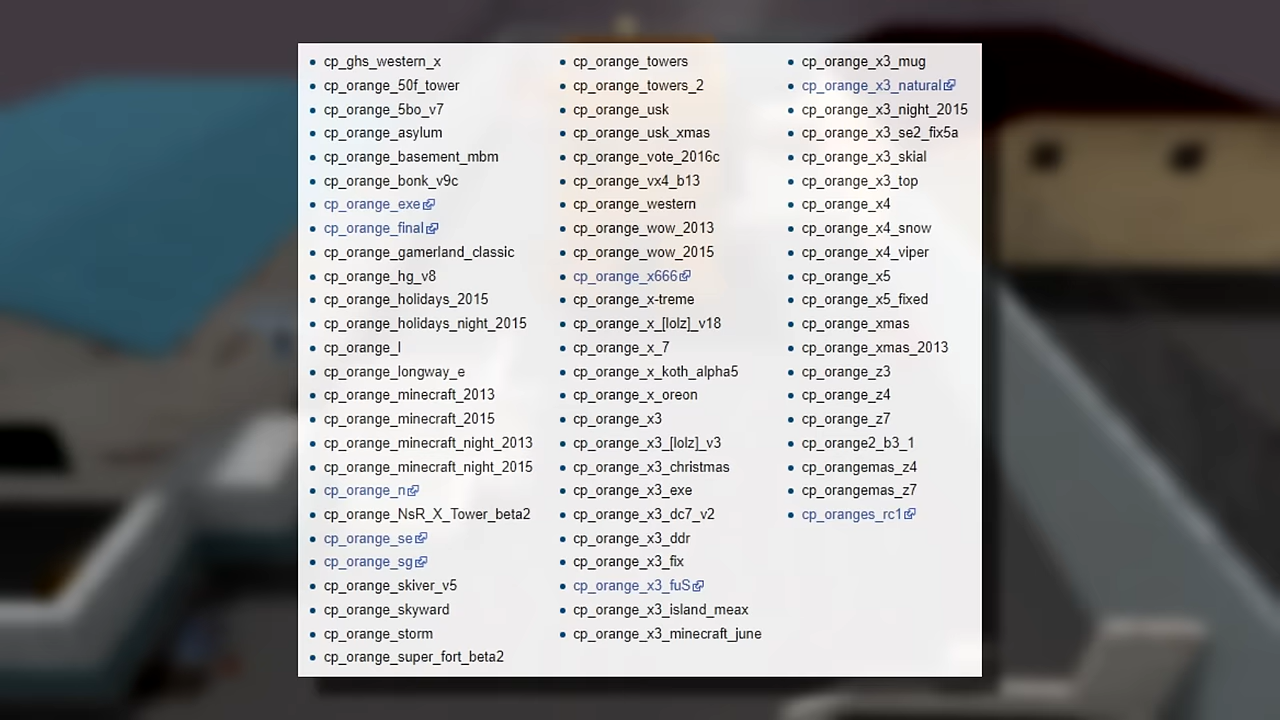 cp_ghs_western_x
cp_orange_50f_tower
cp_orange_5bo_v7
cp_orange_asylum
cp_orange_basement_mbm
cp_orange_bonk_v9c
cp_orange_exe
cp_orange_final
cp_orange_gamerland_classic
cp_orange_hg_v8
cp_orange_holidays_2015
cp_orange_holidays_night_2015
cp_orange_l
cp_orange_longway_e
cp_orange_minecraft_2013
cp_orange_minecraft_2015
cp_orange_minecraft_night_2013
cp_orange_minecraft_night_2015
cp_orange_n
cp_orange_NsR_X_Tower_beta2
cp_orange_se
cp_orange_sg
cp_orange_skiver_v5
cp_orange_skyward
cp_orange_storm
cp_orange_super_fort_beta2
cp_orange_towers
cp_orange_towers_2
cp_orange_usk
cp_orange_usk_xmas
cp_orange_vote_2016c
cp_orange_vx4_b13
cp_orange_western
cp_orange_wow_2013
cp_orange_wow_2015
cp_orange_x666
cp_orange_x-treme
cp_orange_x_[lolz]_v18
cp_orange_x_7
cp_orange_x_koth_alpha5
cp_orange_x_oreon
cp_orange_x3
cp_orange_x3_[lolz]_v3
cp_orange_x3_christmas
cp_orange_x3_exe
cp_orange_x3_dc7_v2
cp_orange_x3_ddr
cp_orange_x3_fix
cp_orange_x3_fuS
cp_orange_x3_island_meax
cp_orange_x3_minecraft_june
cp_orange_x3_mug
cp_orange_x3_natural
cp_orange_x3_night_2015
cp_orange_x3_se2_fix5a
cp_orange_x3_skial
cp_orange_x3_top
cp_orange_x4
cp_orange_x4_snow
cp_orange_x4_viper
cp_orange_x5
cp_orange_x5_fixed
cp_orange_xmas
cp_orange_xmas_2013
cp_orange_z3
cp_orange_z4
cp_orange_z7
cp_orange2_b3_1
cp_orangemas_z4
cp_orangemas_z7
cp_oranges_rc1